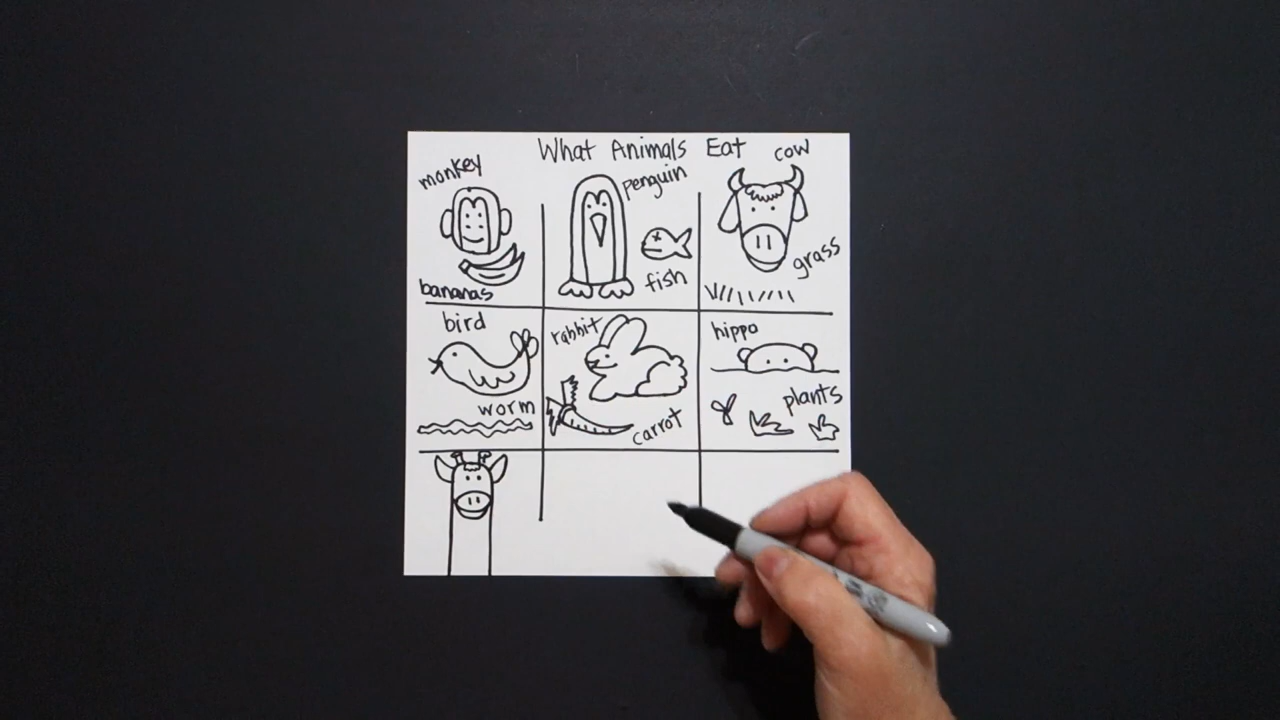 What Animals Eat
monkey
bananas
penguin
fish
cow
grass
bird
worm
rabbit
carrot
hippo
plants